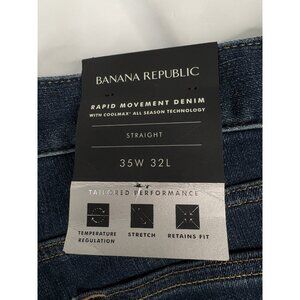 BANANA REPUBLIC
RAPID MOVEMENT DENIM
WITH COOLMAX® ALL SEASON TECHNOLOGY
STRAIGHT
35W 32L
TAILORED PERFORMANCE
TEMPERATURE REGULATION
STRETCH
RETAINS FIT